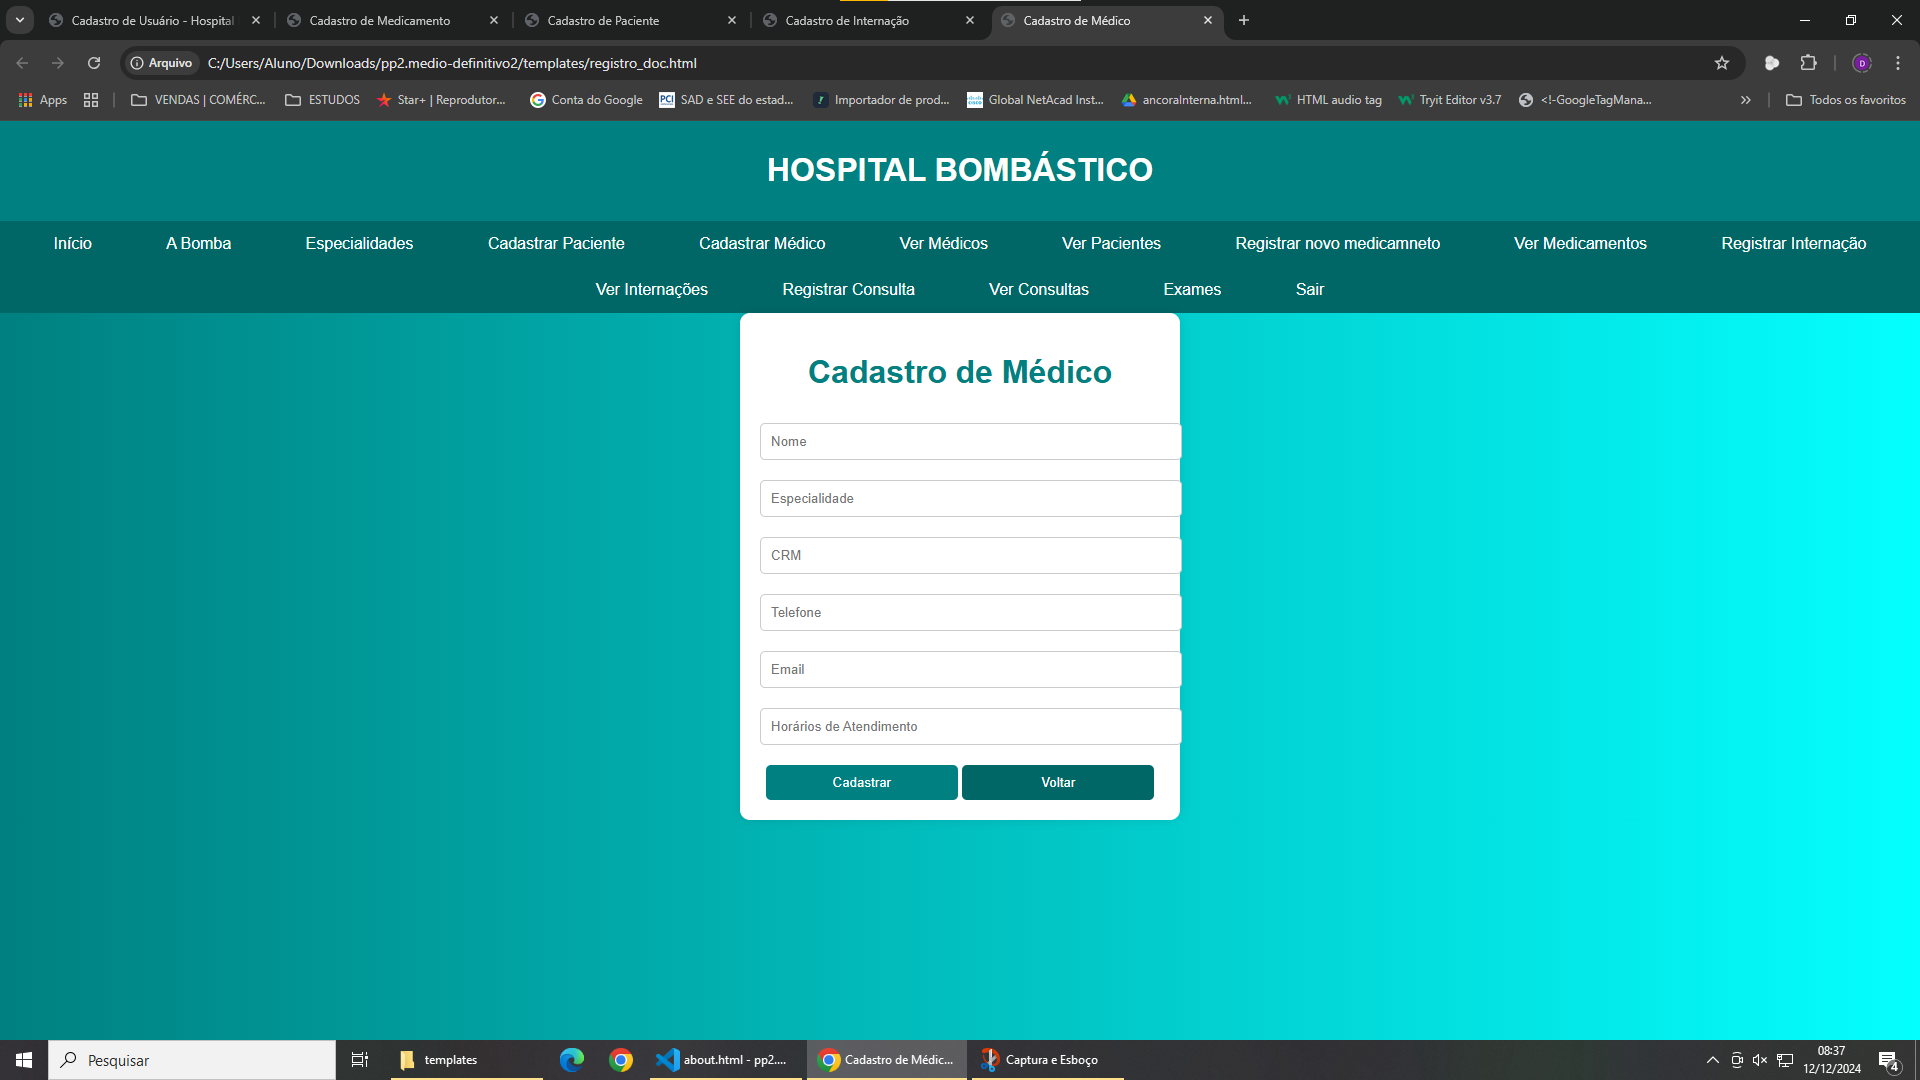 Cadastro de Usuário - Hospital
Cadastro de Medicamento
Cadastro de Paciente
Cadastro de Internação
Cadastro de Médico
Arquivo
C:/Users/Aluno/Downloads/pp2.medio-definitivo2/templates/registro_doc.html
Apps
VENDAS | COMÉRC...
ESTUDOS
Star+ | Reprodutor...
Conta do Google
PCI
SAD e SEE do estad...
Importador de prod...
Global NetAcad Inst...
ancoraInterna.html...
HTML audio tag
Tryit Editor v3.7
<!-GoogleTagMana...
Todos os favoritos
HOSPITAL BOMBÁSTICO
Início
A Bomba
Especialidades
Cadastrar Paciente
Cadastrar Médico
Ver Médicos
Ver Pacientes
Registrar novo medicamneto
Ver Medicamentos
Registrar Internação
Ver Internações
Registrar Consulta
Ver Consultas
Exames
Sair
Cadastro de Médico
Nome
Especialidade
CRM
Telefone
Email
Horários de Atendimento
Cadastrar
Voltar
Pesquisar
templates
about.html - pp2....
Cadastro de Médic...
Captura e Esboço
08:37
12/12/2024
4